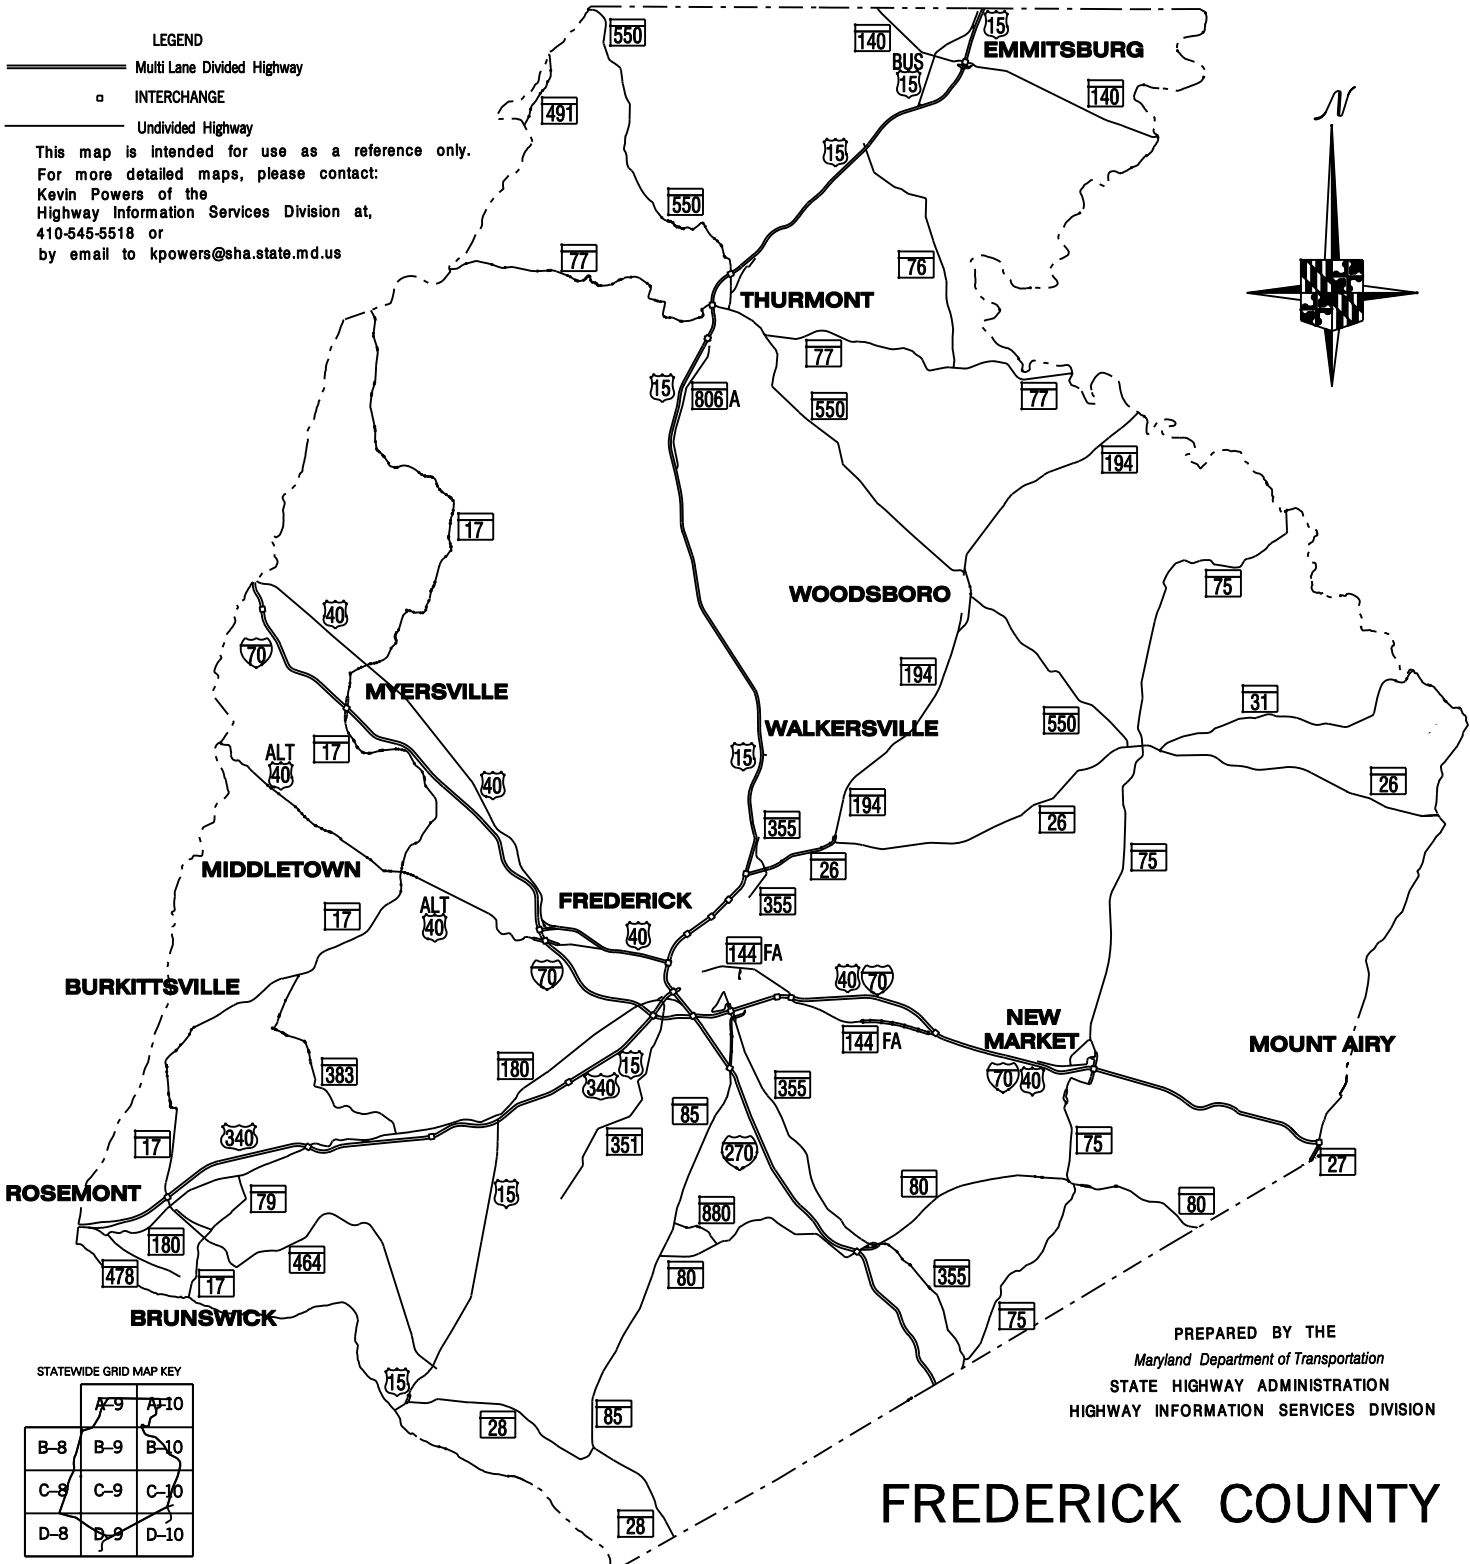 LEGEND
Multi Lane Divided Highway
INTERCHANGE
Undivided Highway
This map is intended for use as a reference only.
For more detailed maps, please contact:
Kevin Powers of the
Highway Information Services Division at,
410-545-5518 or
by email to kpowers@sha.state.md.us
N
550
140
15
EMMITSBURG
BUS
15
140
491
15
550
77
76
THURMONT
77
15
806 A
550
77
194
17
75
40
WOODSBORO
70
194
MYERSVILLE
31
550
WALKERSVILLE
17
ALT
40
15
40
26
194
355
26
75
MIDDLETOWN
26
FREDERICK
355
ALT
40
17
40
144 FA
70
40
70
BURKITTSVILLE
NEW
MARKET
144 FA
MOUNT AIRY
383
180
15
340
355
70
40
85
340
17
351
270
75
27
ROSEMONT
15
79
880
80
80
180
464
478
17
80
355
BRUNSWICK
75
15
28
85
28
PREPARED BY THE
Maryland Department of Transportation
STATE HIGHWAY ADMINISTRATION
HIGHWAY INFORMATION SERVICES DIVISION
STATEWIDE GRID MAP KEY
A-9 A-10
B-8 B-9 B-10
C-8 C-9 C-10
D-8 D-9 D-10
FREDERICK COUNTY